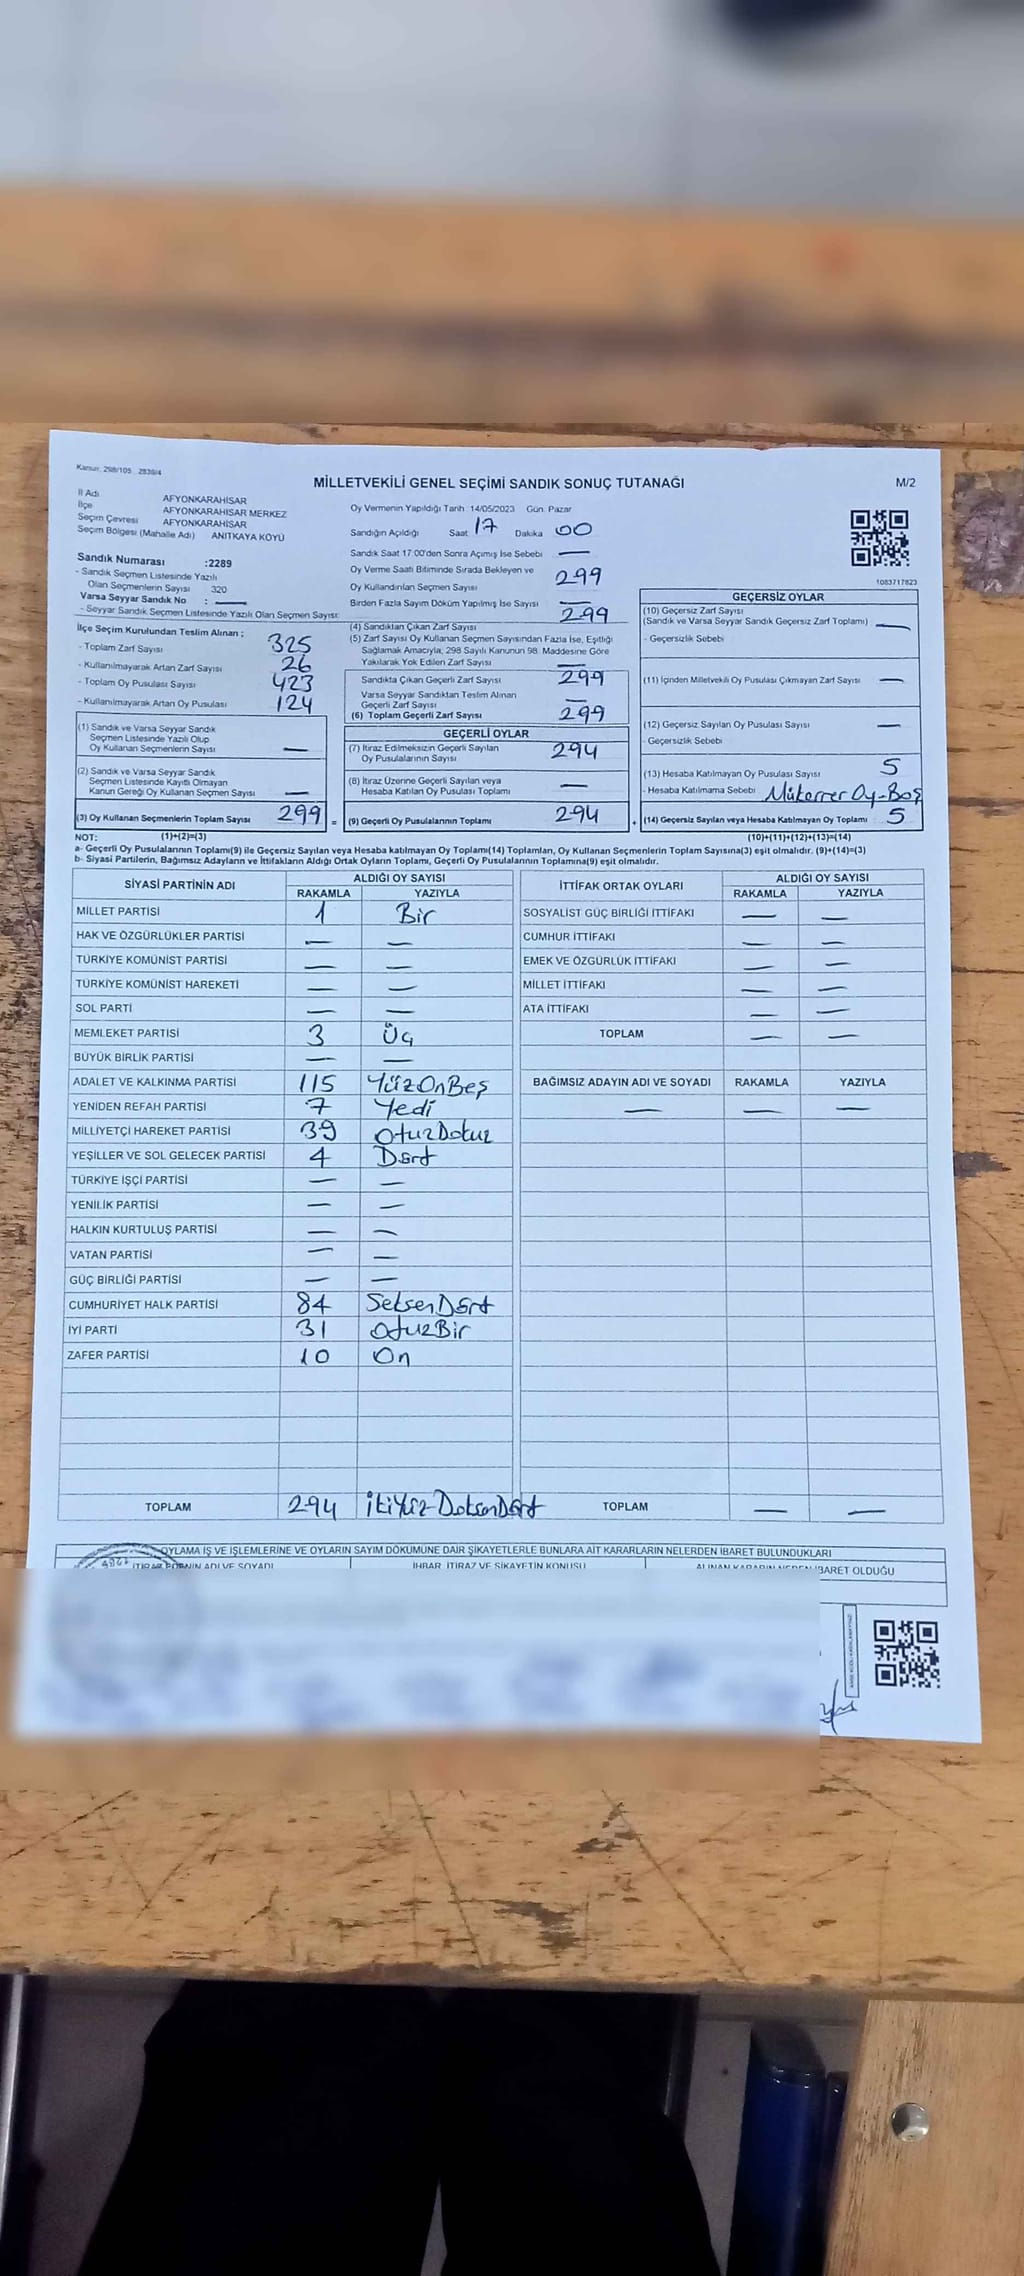 Kanun: 298/105, 2839/4
MİLLETVEKİLİ GENEL SEÇİMİ SANDIK SONUÇ TUTANAĞI
M/2
İl Adı AFYONKARAHİSAR
İlçe AFYONKARAHİSAR MERKEZ
Seçim Çevresi AFYONKARAHİSAR
Seçim Bölgesi (Mahalle Adı) ANITKAYA KÖYÜ
Oy Vermenin Yapıldığı Tarih 14/05/2023 Gün: Pazar
Sandığın Açıldığı Saat 17 Dakika 00
Sandık Saat 17:00'den Sonra Açımış İse Sebebi —
Oy Verme Saati Bitiminde Sırada Bekleyen ve
Oy Kullandırılan Seçmen Sayısı 299
Birden Fazla Sayım Döküm Yapılmış İse Sayısı —
1083717823
Sandık Numarası :2289
- Sandık Seçmen Listesinde Yazılı
Olan Seçmenlerin Sayısı 320
Varsa Seyyar Sandık No : —
- Seyyar Sandık Seçmen Listesinde Yazılı Olan Seçmen Sayısı:
İlçe Seçim Kurulundan Teslim Alınan ;
- Toplam Zarf Sayısı 325
- Kullanılmayarak Artan Zarf Sayısı 26
- Toplam Oy Pusulası Sayısı 423
- Kullanılmayarak Artan Oy Pusulası 124
(1) Sandık ve Varsa Seyyar Sandık
Seçmen Listesinde Yazılı Olup
Oy Kullanan Seçmenlerin Sayısı —
(2) Sandık ve Varsa Seyyar Sandık
Seçmen Listesinde Kayıtlı Olmayan
Kanun Gereği Oy Kullanan Seçmen Sayısı —
(3) Oy Kullanan Seçmenlerin Toplam Sayısı 299 =
(4) Sandıktan Çıkan Zarf Sayısı 299
(5) Zarf Sayısı Oy Kullanan Seçmen Sayısından Fazla İse, Eşitliği
Sağlamak Amacıyla; 298 Sayılı Kanunun 98. Maddesine Göre
Yakılarak Yok Edilen Zarf Sayısı —
Sandıkta Çıkan Geçerli Zarf Sayısı 299
Varsa Seyyar Sandıktan Teslim Alınan
Geçerli Zarf Sayısı —
(6) Toplam Geçerli Zarf Sayısı 299
GEÇERLİ OYLAR
(7) İtiraz Edilmeksizin Geçerli Sayılan
Oy Pusulalarının Sayısı 294
(8) İtiraz Üzerine Geçerli Sayılan veya
Hesaba Katılan Oy Pusulası Toplamı —
(9) Geçerli Oy Pusulalarının Toplamı 294 +
GEÇERSİZ OYLAR
(10) Geçersiz Zarf Sayısı
(Sandık ve Varsa Seyyar Sandık Geçersiz Zarf Toplamı) —
- Geçersizlik Sebebi
(11) İçinden Milletvekili Oy Pusulası Çıkmayan Zarf Sayısı —
(12) Geçersiz Sayılan Oy Pusulası Sayısı —
- Geçersizlik Sebebi
(13) Hesaba Katılmayan Oy Pusulası Sayısı 5
- Hesaba Katılmama Sebebi Mükerrer Oy-Boş
(14) Geçersiz Sayılan veya Hesaba Katılmayan Oy Toplamı 5
NOT: (1)+(2)=(3) (10)+(11)+(12)+(13)=(14)
a- Geçerli Oy Pusulalarının Toplamı(9) ile Geçersiz Sayılan veya Hesaba katılmayan Oy Toplamı(14) Toplamları, Oy Kullanan Seçmenlerin Toplam Sayısına(3) eşit olmalıdır. (9)+(14)=(3)
b- Siyasi Partilerin, Bağımsız Adayların ve İttifakların Aldığı Ortak Oyların Toplamı, Geçerli Oy Pusulalarının Toplamına(9) eşit olmalıdır.
SİYASİ PARTİNİN ADI ALDIĞI OY SAYISI
RAKAMLA YAZIYLA
MİLLET PARTİSİ 1 Bir
HAK VE ÖZGÜRLÜKLER PARTİSİ — —
TÜRKİYE KOMÜNİST PARTİSİ — —
TÜRKİYE KOMÜNİST HAREKETİ — —
SOL PARTİ — —
MEMLEKET PARTİSİ 3 Üç
BÜYÜK BİRLİK PARTİSİ — —
ADALET VE KALKINMA PARTİSİ 115 YüzOnBeş
YENİDEN REFAH PARTİSİ 7 Yedi
MİLLİYETÇİ HAREKET PARTİSİ 39 OtuzDokuz
YEŞİLLER VE SOL GELECEK PARTİSİ 4 Dört
TÜRKİYE İŞÇİ PARTİSİ — —
YENİLİK PARTİSİ — —
HALKIN KURTULUŞ PARTİSİ — —
VATAN PARTİSİ — —
GÜÇ BİRLİĞİ PARTİSİ — —
CUMHURİYET HALK PARTİSİ 84 SeksenDört
İYİ PARTİ 31 OtuzBir
ZAFER PARTİSİ 10 On
TOPLAM 294 İkiYüz-DoksanDört
İTTİFAK ORTAK OYLARI ALDIĞI OY SAYISI
RAKAMLA YAZIYLA
SOSYALİST GÜÇ BİRLİĞİ İTTİFAKI — —
CUMHUR İTTİFAKI — —
EMEK VE ÖZGÜRLÜK İTTİFAKI — —
MİLLET İTTİFAKI — —
ATA İTTİFAKI — —
TOPLAM — —
BAĞIMSIZ ADAYIN ADI VE SOYADI RAKAMLA YAZIYLA
— — —
TOPLAM — —
OYLAMA İŞ VE İŞLEMLERİNE VE OYLARIN SAYIM DÖKÜMÜNE DAİR ŞİKAYETLERLE BUNLARA AİT KARARLARIN NELERDEN İBARET BULUNDUKLARI
İTİRAZ EDENİN ADI VE SOYADI İHBAR, İTİRAZ VE ŞİKAYETİN KONUSU ALINAN KARARIN NEDEN İBARET OLDUĞU